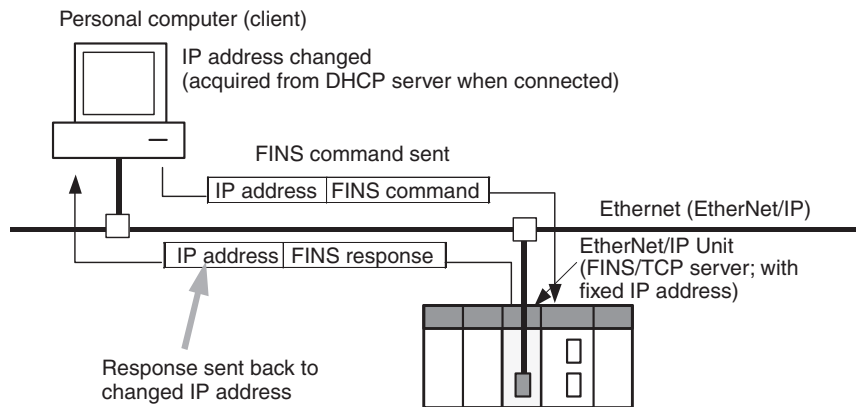 Personal computer (client)
IP address changed
(acquired from DHCP server when connected)
FINS command sent
IP address FINS command
Ethernet (EtherNet/IP)
IP address FINS response
EtherNet/IP Unit
(FINS/TCP server; with
fixed IP address)
Response sent back to
changed IP address